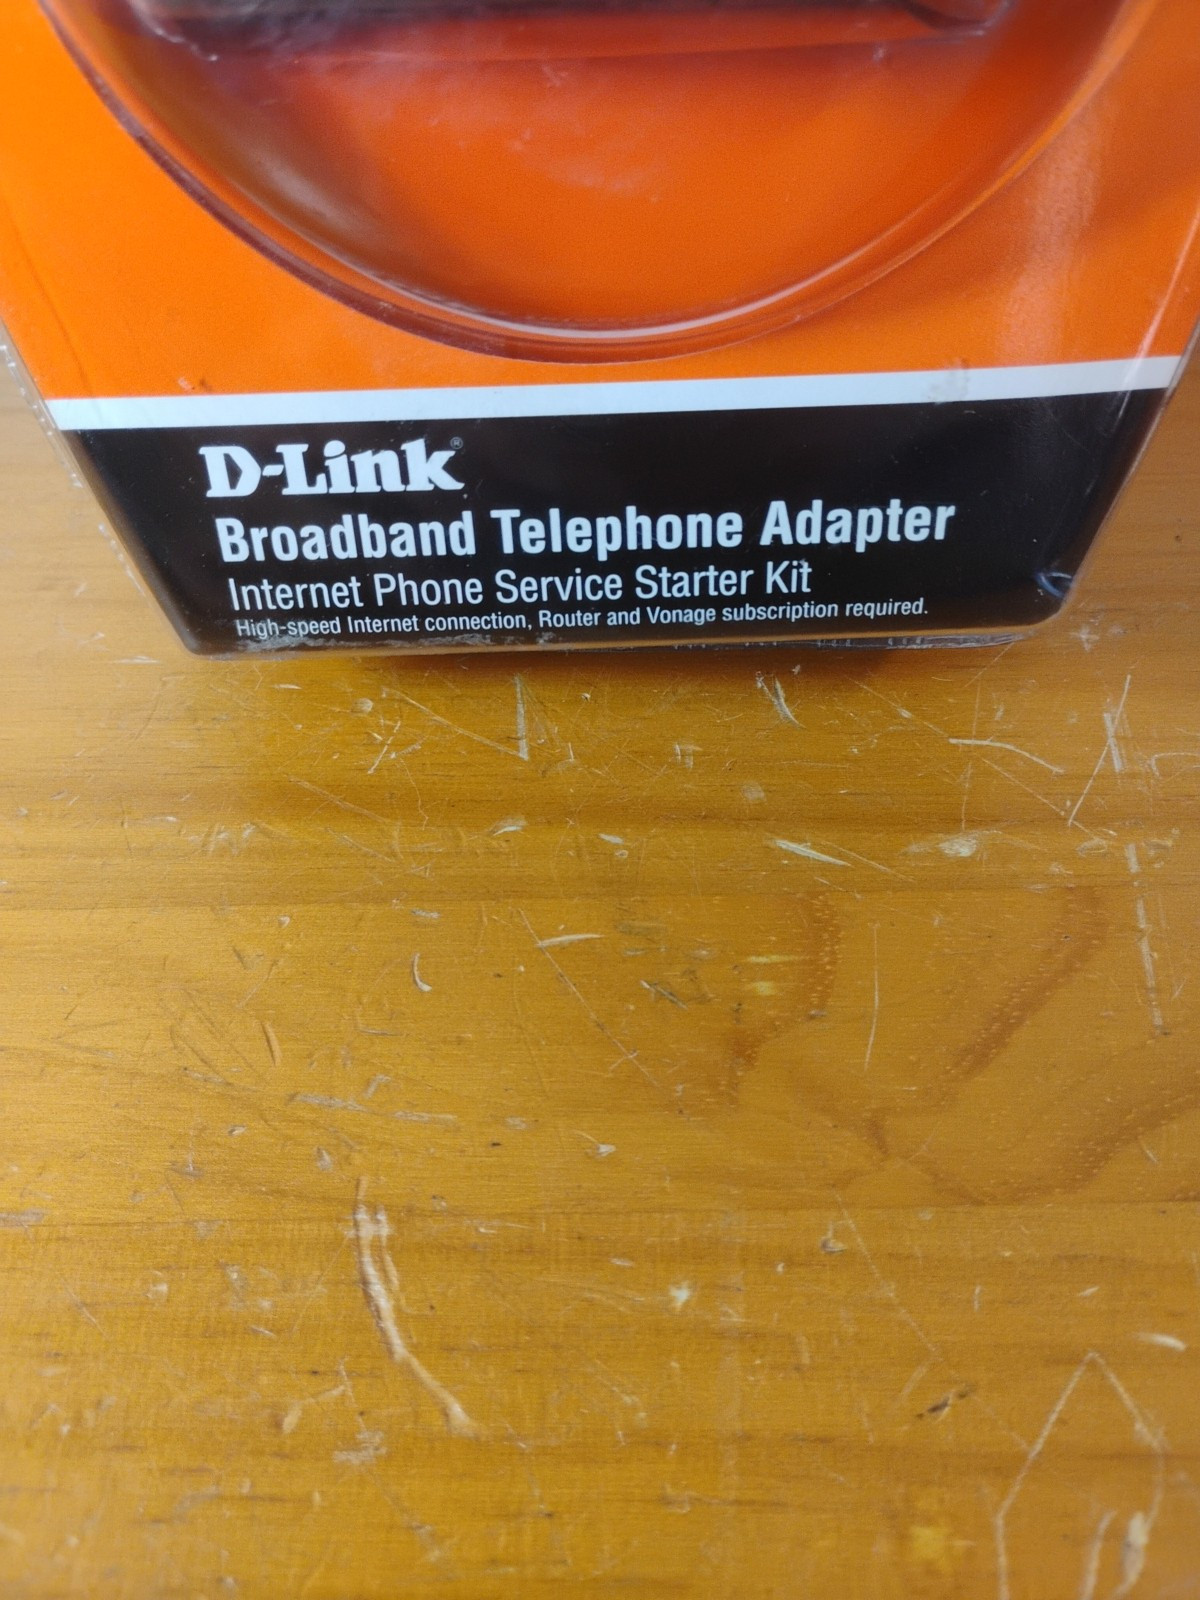 D-Link®
Broadband Telephone Adapter
Internet Phone Service Starter Kit
High-speed Internet connection, Router and Vonage subscription required.